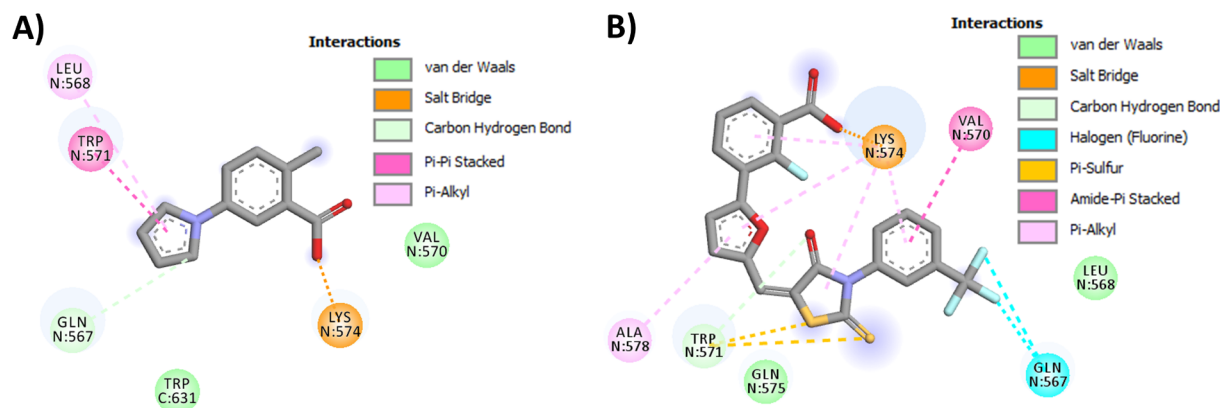 A)
Interactions
van der Waals
Salt Bridge
Carbon Hydrogen Bond
Pi-Pi Stacked
Pi-Alkyl
LEU
N:568
TRP
N:571
VAL
N:570
GLN
N:567
LYS
N:574
TRP
C:631
B)
Interactions
van der Waals
Salt Bridge
Carbon Hydrogen Bond
Halogen (Fluorine)
Pi-Sulfur
Amide-Pi Stacked
Pi-Alkyl
LYS
N:574
VAL
N:570
LEU
N:568
ALA
N:578
TRP
N:571
GLN
N:575
GLN
N:567